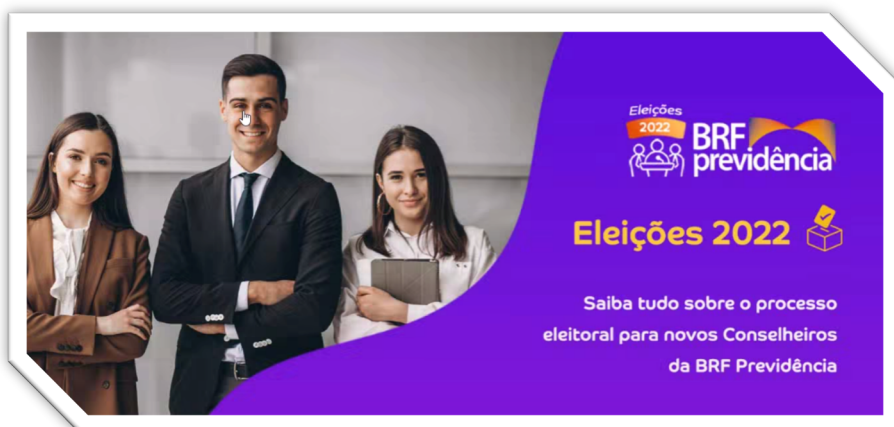 Eleições
2022
BRF
previdência
Eleições 2022
Saiba tudo sobre o processo
eleitoral para novos Conselheiros
da BRF Previdência